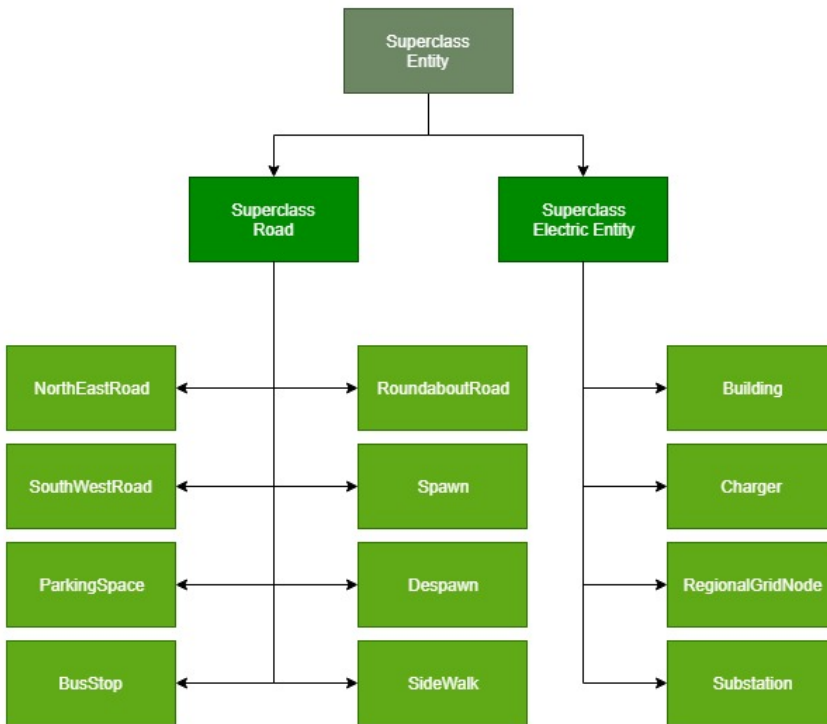 Superclass
Entity
Superclass
Road
Superclass
Electric Entity
NorthEastRoad
RoundaboutRoad
Building
SouthWestRoad
Spawn
Charger
ParkingSpace
Despawn
RegionalGridNode
BusStop
SideWalk
Substation